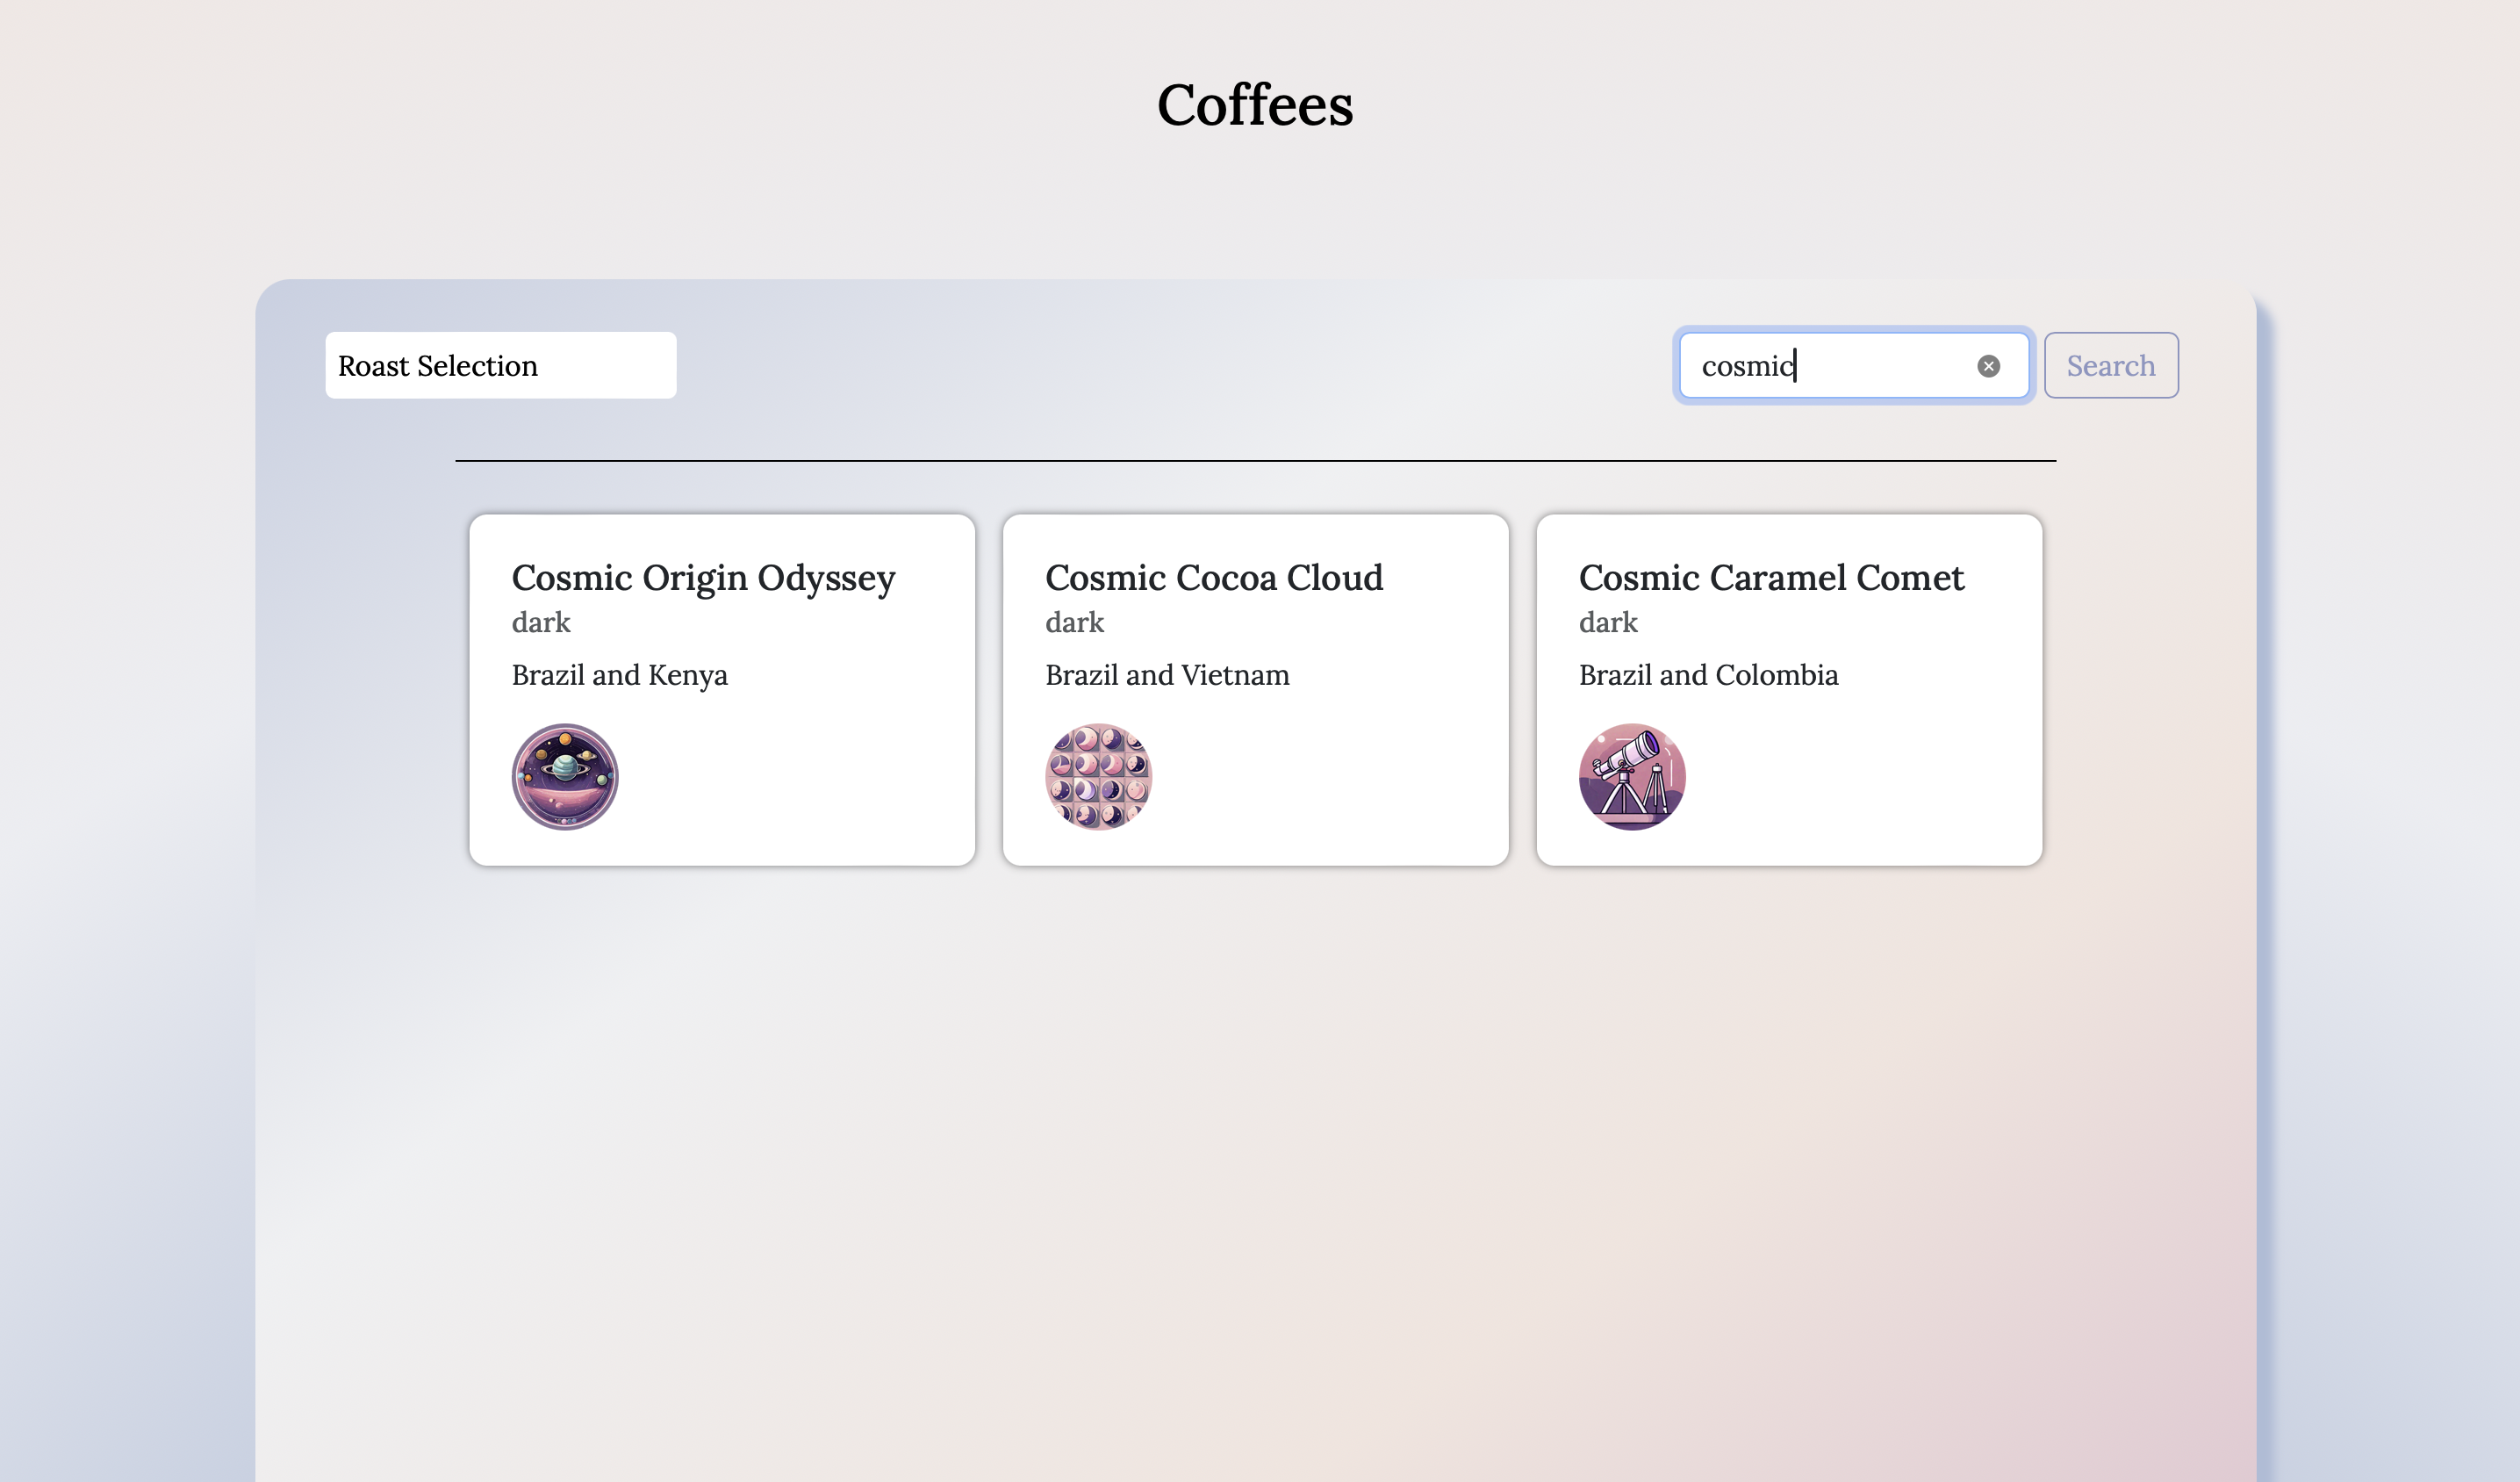 Coffees
Roast Selection
cosmic
Search
Cosmic Origin Odyssey
dark
Brazil and Kenya
Cosmic Cocoa Cloud
dark
Brazil and Vietnam
Cosmic Caramel Comet
dark
Brazil and Colombia